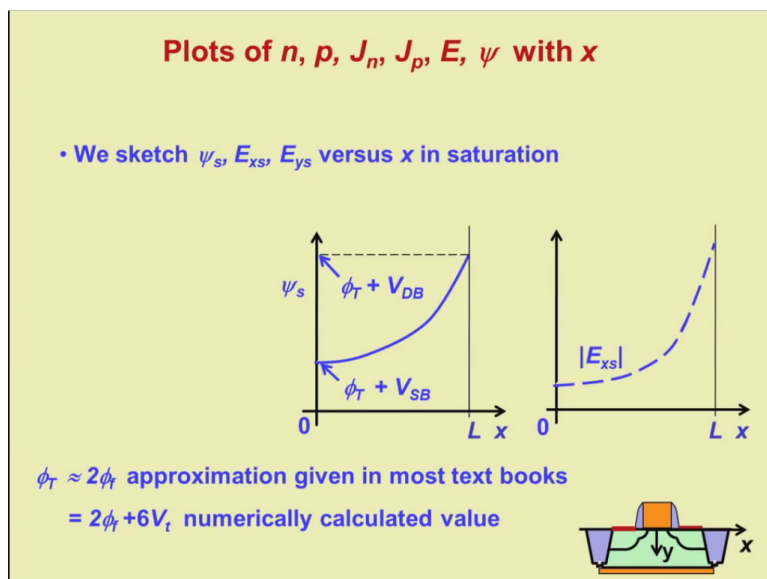 Plots of n, p, Jn, Jp, E, ψ with x
• We sketch ψs, Exs, Eys versus x in saturation
ψs
ϕT + VDB
ϕT + VSB
0
L x
|Exs|
0
L x
ϕT ≈ 2ϕf approximation given in most text books
= 2ϕf +6Vt numerically calculated value
y
x